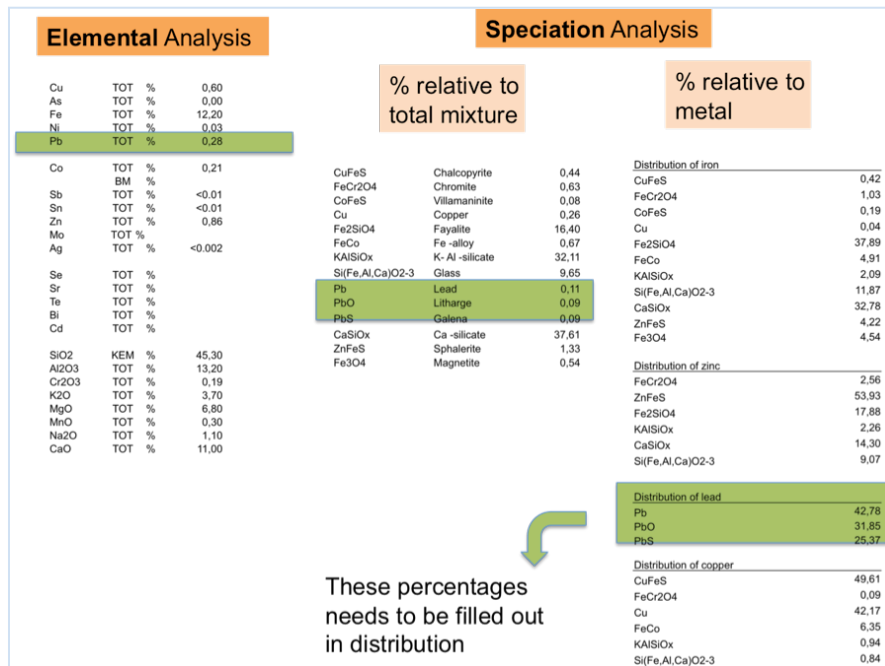 Elemental Analysis
Cu TOT % 0,60
As TOT % 0,00
Fe TOT % 12,20
Ni TOT % 0,03
Pb TOT % 0,28
Co TOT % 0,21
BM %
Sb TOT % <0.01
Sn TOT % <0.01
Zn TOT % 0,86
Mo TOT %
Ag TOT % <0.002
Se TOT %
Sr TOT %
Te TOT %
Bi TOT %
Cd TOT %
SiO2 KEM % 45,30
Al2O3 TOT % 13,20
Cr2O3 TOT % 0,19
K2O TOT % 3,70
MgO TOT % 6,80
MnO TOT % 0,30
Na2O TOT % 1,10
CaO TOT % 11,00
Speciation Analysis
% relative to
total mixture
CuFeS Chalcopyrite 0,44
FeCr2O4 Chromite 0,63
CoFeS Villamaninite 0,08
Cu Copper 0,26
Fe2SiO4 Fayalite 16,40
FeCo Fe -alloy 0,67
KAlSiOx K- Al -silicate 32,11
Si(Fe,Al,Ca)O2-3 Glass 9,65
Pb Lead 0,11
PbO Litharge 0,09
PbS Galena 0,09
CaSiOx Ca -silicate 37,61
ZnFeS Sphalerite 1,33
Fe3O4 Magnetite 0,54
% relative to
metal
Distribution of iron
CuFeS 0,42
FeCr2O4 1,03
CoFeS 0,19
Cu 0,04
Fe2SiO4 37,89
FeCo 4,91
KAlSiOx 2,09
Si(Fe,Al,Ca)O2-3 11,87
CaSiOx 32,78
ZnFeS 4,22
Fe3O4 4,54
Distribution of zinc
FeCr2O4 2,56
ZnFeS 53,93
Fe2SiO4 17,88
KAlSiOx 2,26
CaSiOx 14,30
Si(Fe,Al,Ca)O2-3 9,07
Distribution of lead
Pb 42,78
PbO 31,85
PbS 25,37
Distribution of copper
CuFeS 49,61
FeCr2O4 0,09
Cu 42,17
FeCo 6,35
KAlSiOx 0,94
Si(Fe,Al,Ca)O2-3 0,84
These percentages
needs to be filled out
in distribution